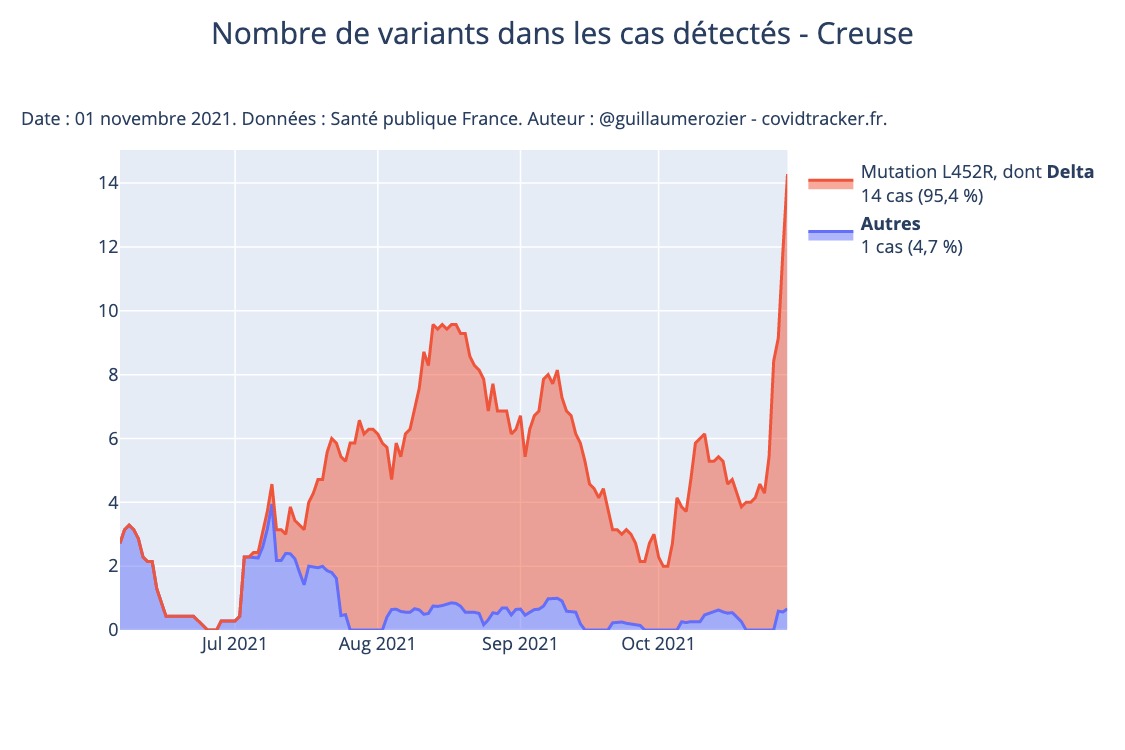 Nombre de variants dans les cas détectés - Creuse
Date : 01 novembre 2021. Données : Santé publique France. Auteur : @guillaumerozier - covidtracker.fr.
Mutation L452R, dont Delta
14 cas (95,4 %)
Autres
1 cas (4,7 %)
14
12
10
8
6
4
2
0
Jul 2021 Aug 2021 Sep 2021 Oct 2021